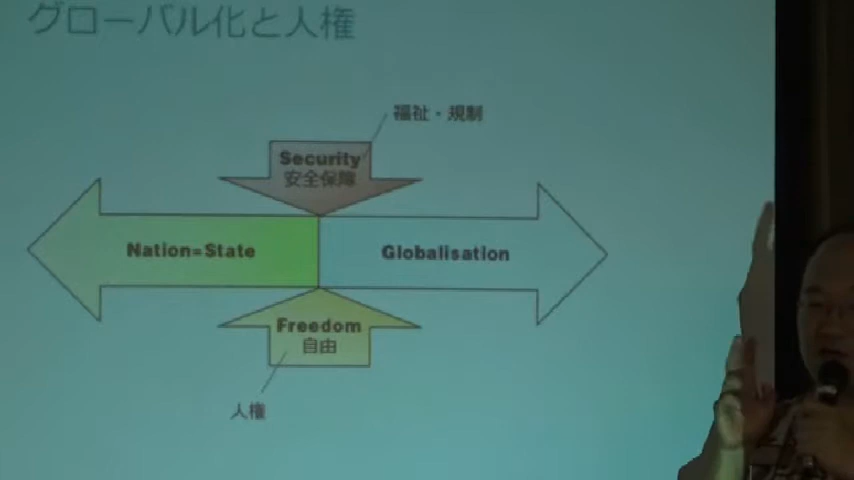 グローバル化と人権
福祉・規制
Security
安全保障
Nation=State
Globalisation
Freedom
自由
人権